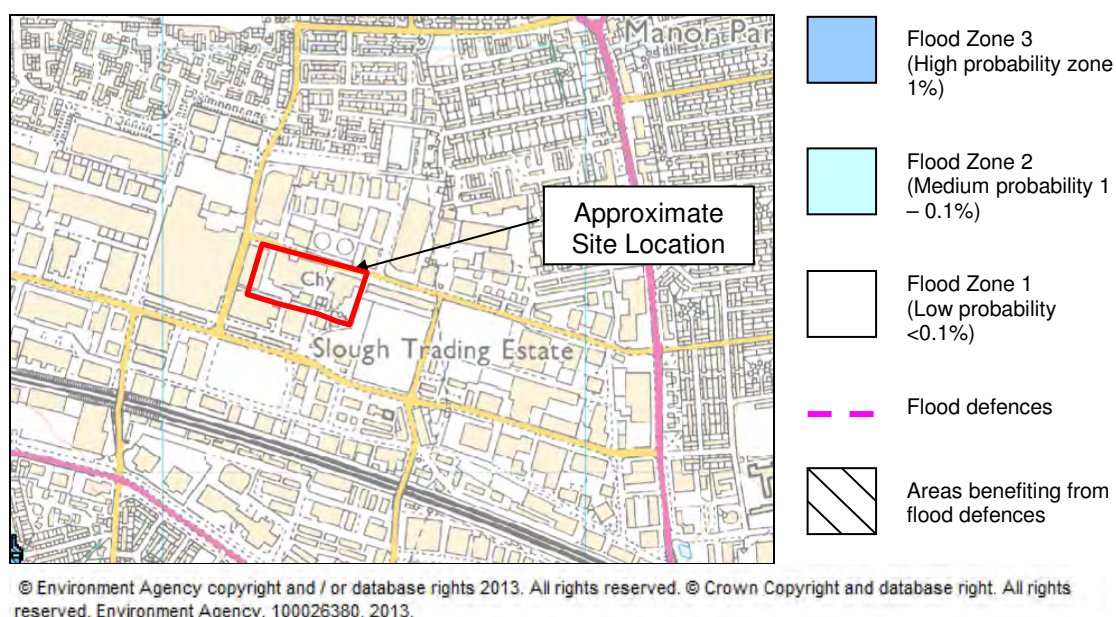 Manor Par
Approximate
Site Location
Chy
Slough Trading Estate
Flood Zone 3
(High probability zone
1%)
Flood Zone 2
(Medium probability 1
– 0.1%)
Flood Zone 1
(Low probability
<0.1%)
Flood defences
Areas benefiting from
flood defences
© Environment Agency copyright and / or database rights 2013. All rights reserved. © Crown Copyright and database right. All rights
reserved. Environment Agency, 100026380, 2013.